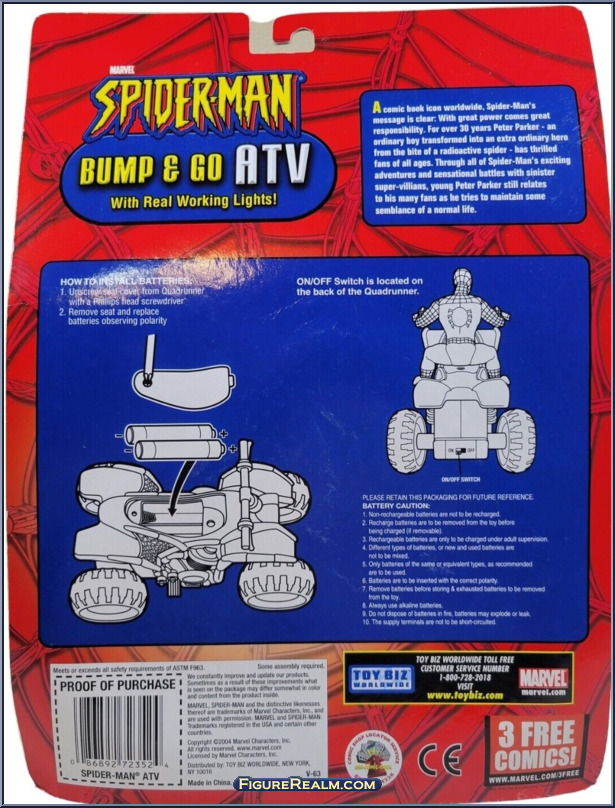 MARVEL
SPIDER-MAN
BUMP & GO ATV
With Real Working Lights!
A comic book icon worldwide, Spider-Man's
message is clear: With great power comes great
responsibility. For over 30 years Peter Parker - an
ordinary boy transformed into an extraordinary hero
from the bite of a radioactive spider - has thrilled
fans of all ages. Through all of Spider-Man's exciting
adventures and sensational battles with sinister
super-villians, young Peter Parker still relates
to his many fans as he tries to maintain some
semblance of a normal life.
HOW TO INSTALL BATTERIES:
1. Unscrew seat cover from Quadrunner
with a Phillips head screwdriver
2. Remove seat and replace
batteries observing polarity
ON/OFF Switch is located on
the back of the Quadrunner.
ON OFF
ON/OFF SWITCH
PLEASE RETAIN THIS PACKAGING FOR FUTURE REFERENCE.
BATTERY CAUTION:
1. Non-rechargeable batteries are not to be recharged.
2. Recharge batteries are to be removed from the toy before
being charged (if removable).
3. Rechargeable batteries are only to be charged under adult supervision.
4. Different types of batteries, or new and used batteries are
not to be mixed.
5. Only batteries of the same or equivalent types, as recommended
are to be used.
6. Batteries are to be inserted with the correct polarity.
7. Remove batteries before storing & exhausted batteries to be removed
from the toy.
8. Always use alkaline batteries.
9. Do not dispose of batteries in fire, batteries may explode or leak.
10. The supply terminals are not to be short-circuited.
Meets or exceeds all safety requirements of ASTM F963.
Some assembly required.
PROOF OF PURCHASE
0 86892 72352 4
SPIDER-MAN® ATV
We constantly improve and update our products.
Sometimes as a result of these improvements what
is seen on the package may differ somewhat in color
and content from the product inside.
MARVEL, SPIDER-MAN and the distinctive likenesses
thereof are trademarks of Marvel Characters, Inc., and
are used with permission. MARVEL and SPIDER-MAN:
Trademarks registered in the USA and certain other
countries.
Copyright ©2004 Marvel Characters, Inc.
All rights reserved. www.marvel.com
Licensed by Marvel Characters, Inc.
Distributed by: TOY BIZ WORLDWIDE, NEW YORK,
NY 10016
Made in China.
V-63
TOY BIZ
WORLDWIDE
TOY BIZ WORLDWIDE TOLL FREE
CUSTOMER SERVICE NUMBER
1-800-728-2018
VISIT
www.toybiz.com
MARVEL
marvel.com
COMIC SHOP LOCATOR SERVICE
CE
3 FREE
COMICS!
WWW.MARVEL.COM/3FREE
FIGUREREALM.COM